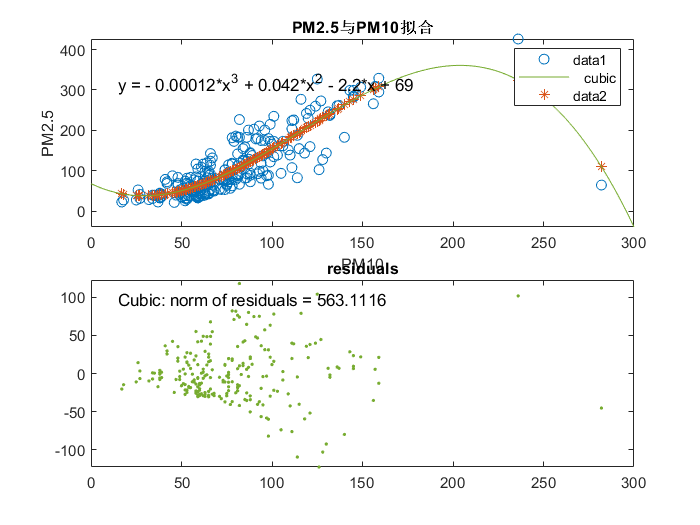 PM2.5与PM10拟合
400
300
200
100
0
PM2.5
y = - 0.00012*x^3 + 0.042*x^2 - 2.2*x + 69
data1
cubic
data2
0 50 100 150 200 250 300
PM10
residuals
Cubic: norm of residuals = 563.1116
100
50
0
-50
-100
0 50 100 150 200 250 300